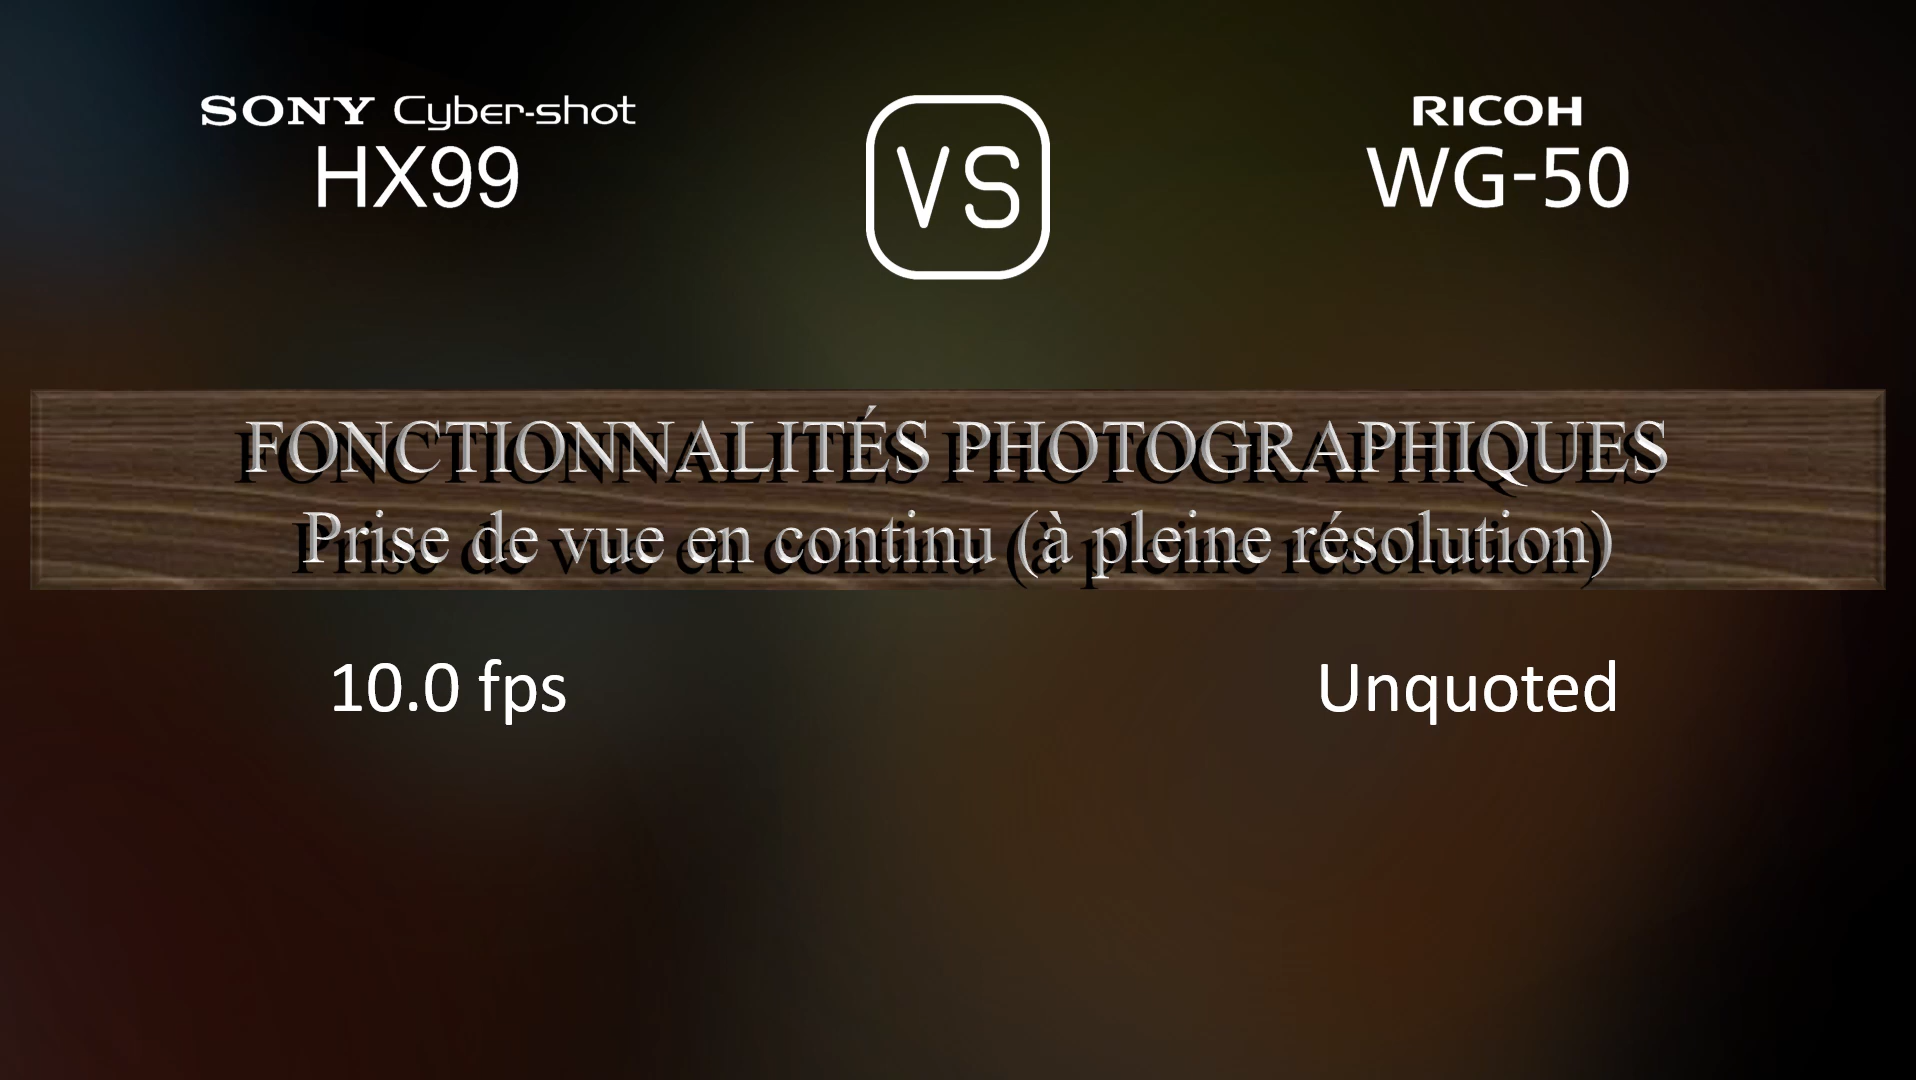 SONY Cyber-shot
HX99
VS
RICOH
WG-50
FONCTIONNALITÉS PHOTOGRAPHIQUES
Prise de vue en continu (à pleine résolution)
10.0 fps
Unquoted